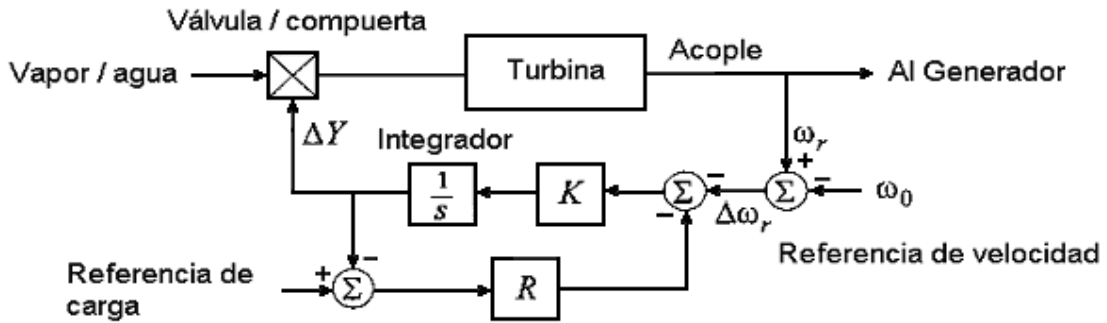 Válvula / compuerta
Vapor / agua
Turbina
Acople
Al Generador
ΔY
Integrador
ω_r
+
−
1/s
K
Σ
−
−
Σ
Δω_r
ω_0
Referencia de velocidad
Referencia de
carga
+
−
Σ
R